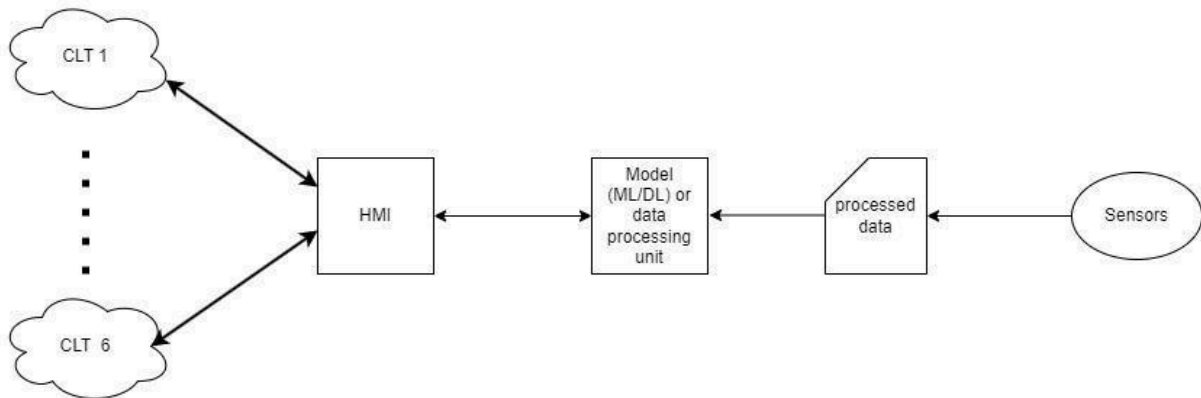 CLT 1
HMI
Model
(ML/DL) or
data
processing
unit
processed
data
Sensors
CLT 6